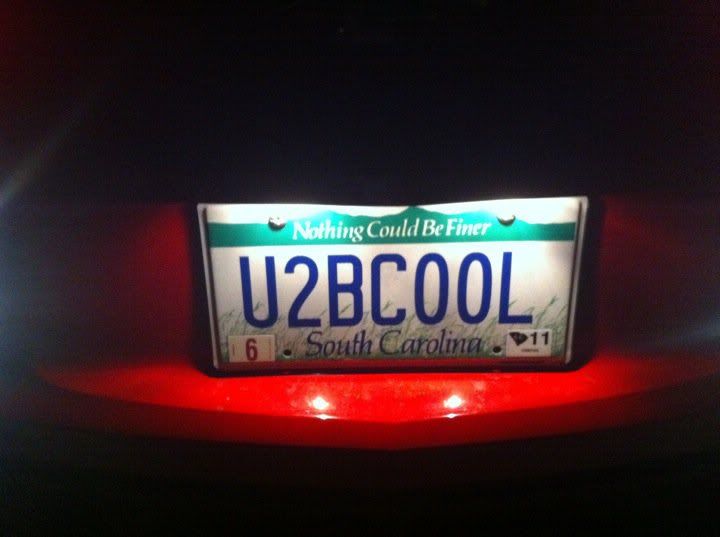 Nothing Could Be Finer
U2BCOOL
6 South Carolina 11